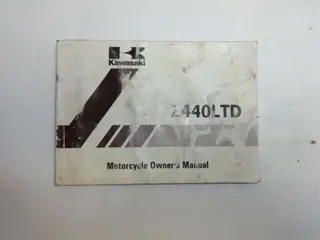 Kawasaki
Z440LTD
Motorcycle Owner's Manual